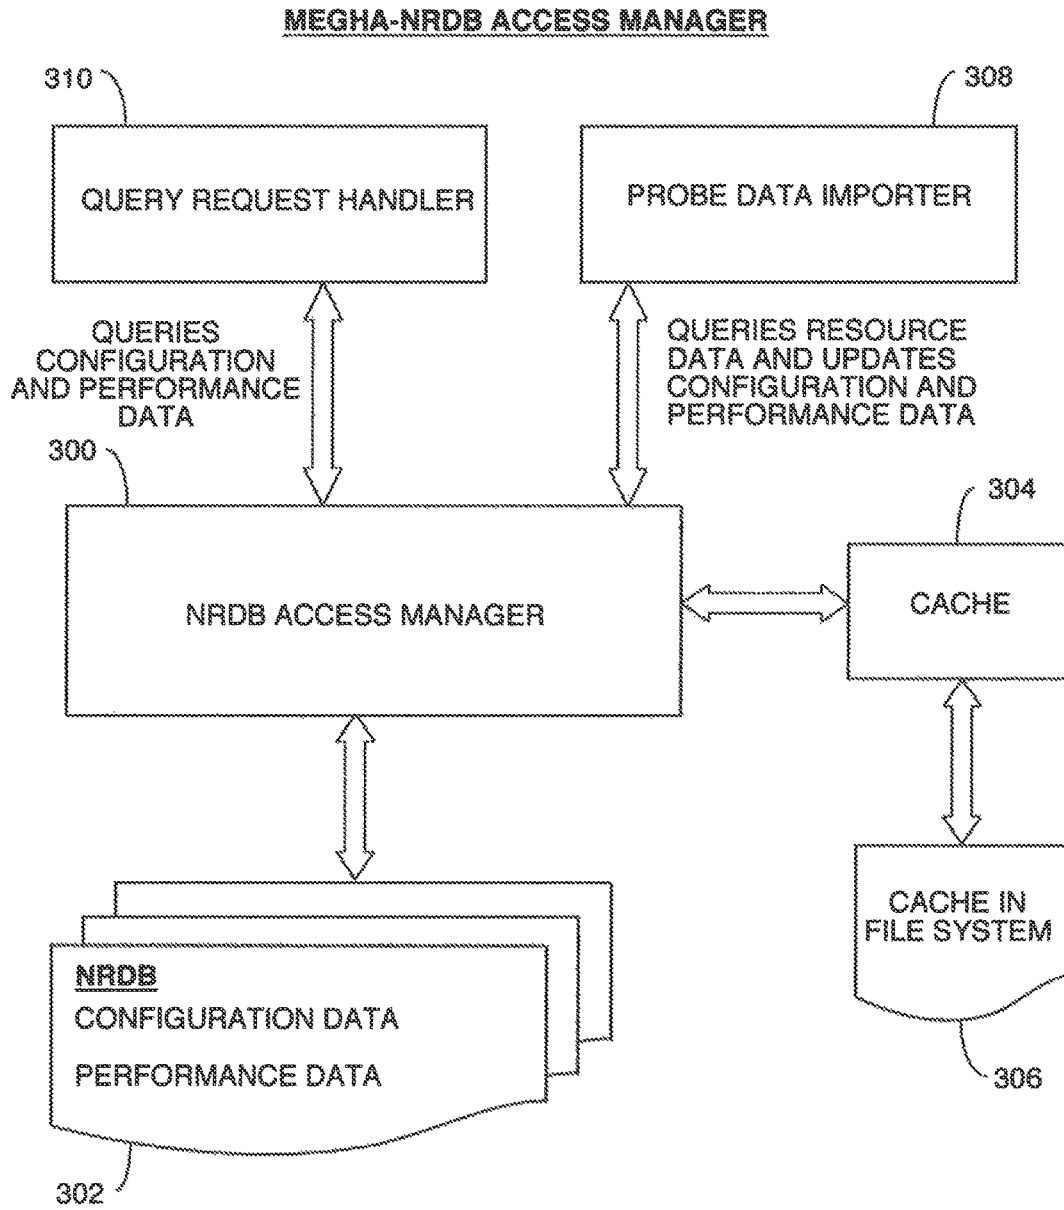 MEGHA-NRDB ACCESS MANAGER
310
308
QUERY REQUEST HANDLER
PROBE DATA IMPORTER
QUERIES
CONFIGURATION
AND PERFORMANCE
DATA
QUERIES RESOURCE
DATA AND UPDATES
CONFIGURATION AND
PERFORMANCE DATA
300
304
NRDB ACCESS MANAGER
CACHE
CACHE IN
FILE SYSTEM
NRDB
CONFIGURATION DATA
PERFORMANCE DATA
306
302